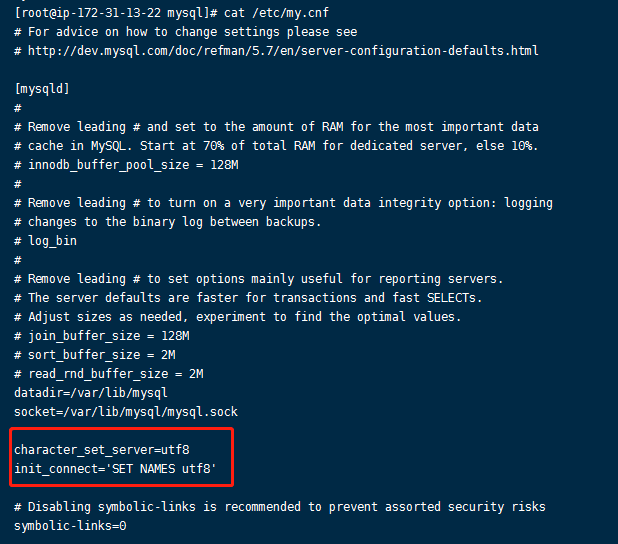 [root@ip-172-31-13-22 mysql]# cat /etc/my.cnf
# For advice on how to change settings please see
# http://dev.mysql.com/doc/refman/5.7/en/server-configuration-defaults.html
[mysqld]
#
# Remove leading # and set to the amount of RAM for the most important data
# cache in MySQL. Start at 70% of total RAM for dedicated server, else 10%.
# innodb_buffer_pool_size = 128M
#
# Remove leading # to turn on a very important data integrity option: logging
# changes to the binary log between backups.
# log_bin
#
# Remove leading # to set options mainly useful for reporting servers.
# The server defaults are faster for transactions and fast SELECTs.
# Adjust sizes as needed, experiment to find the optimal values.
# join_buffer_size = 128M
# sort_buffer_size = 2M
# read_rnd_buffer_size = 2M
datadir=/var/lib/mysql
socket=/var/lib/mysql/mysql.sock
character_set_server=utf8
init_connect='SET NAMES utf8'
# Disabling symbolic-links is recommended to prevent assorted security risks
symbolic-links=0